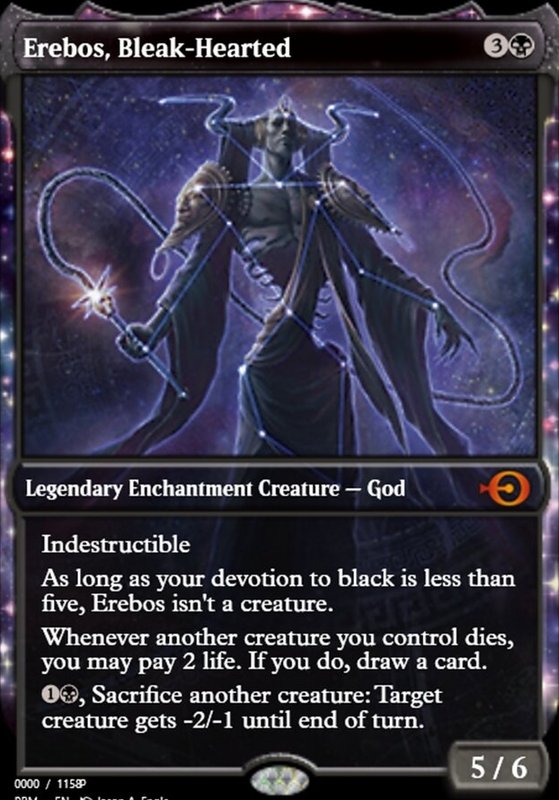 Erebos, Bleak-Hearted 3
Legendary Enchantment Creature — God
Indestructible
As long as your devotion to black is less than
five, Erebos isn't a creature.
Whenever another creature you control dies,
you may pay 2 life. If you do, draw a card.
1, Sacrifice another creature: Target
creature gets -2/-1 until end of turn.
5/6
0000 / 1158P